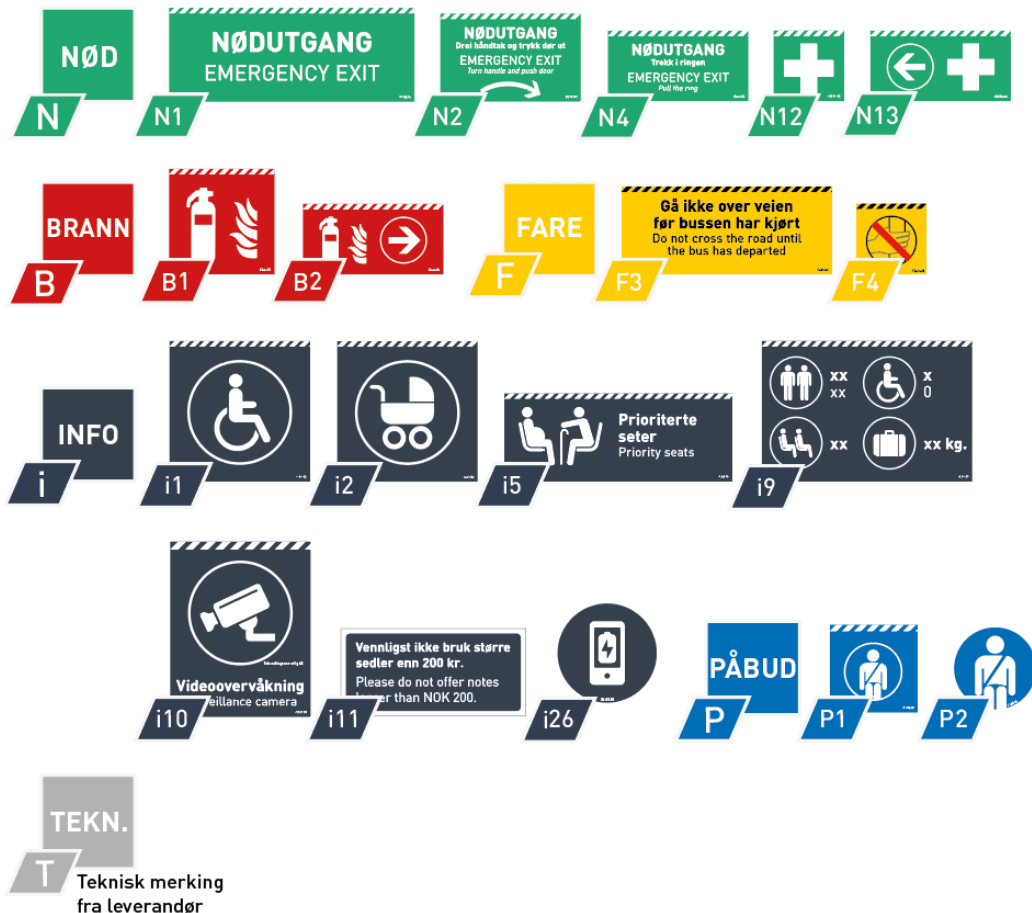 NØD
N
NØDUTGANG
EMERGENCY EXIT
N1
NØDUTGANG
Drei håndtak og trykk dør ut
EMERGENCY EXIT
Turn handle and push door
N2
NØDUTGANG
Trekk i ringen
EMERGENCY EXIT
Pull the ring
N4
N12
N13
BRANN
B
B1
B2
FARE
F
Gå ikke over veien
før bussen har kjørt
Do not cross the road until
the bus has departed
F3
F4
INFO
i
i1
i2
Prioriterte
seter
Priority seats
i5
xx
xx
x
0
xx
xx kg.
i9
Videoovervåkning
eillance camera
i10
Vennligst ikke bruk større
sedler enn 200 kr.
Please do not offer notes
er than NOK 200.
i11
i26
PÅBUD
P
P1
P2
TEKN.
T
Teknisk merking
fra leverandør